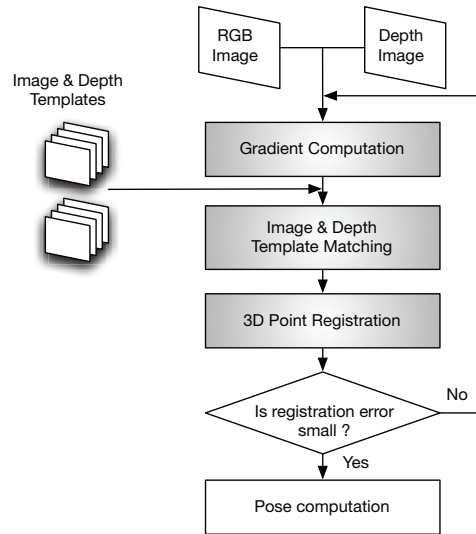 RGB
Image
Depth
Image
Image & Depth
Templates
Gradient Computation
Image & Depth
Template Matching
3D Point Registration
Is registration error
small ?
No
Yes
Pose computation